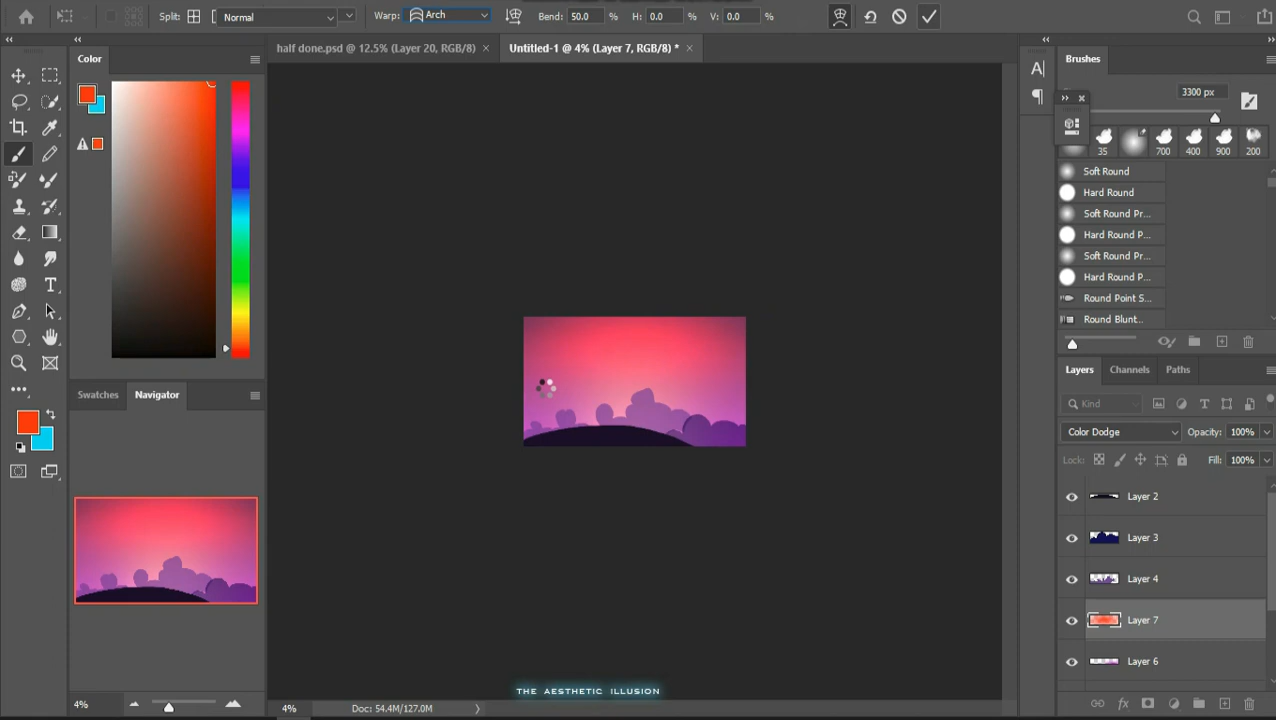 Split: Normal Warp: Arch Bend: 50.0 % H: 0.0 % V: 0.0 %
half done.psd @ 12.5% (Layer 20, RGB/8) × Untitled-1 @ 4% (Layer 7, RGB/8) * ×
Color
Brushes
3300 px
35 700 400 900 200
Soft Round
Hard Round
Soft Round Pr...
Hard Round P...
Soft Round Pr...
Hard Round P...
Round Point S...
Round Blunt...
Swatches Navigator
Layers Channels Paths
Kind
Color Dodge Opacity: 100%
Lock: Fill: 100%
Layer 2
Layer 3
Layer 4
Layer 7
Layer 6
THE AESTHETIC ILLUSION
4%
4% Doc: 54.4M/127.0M